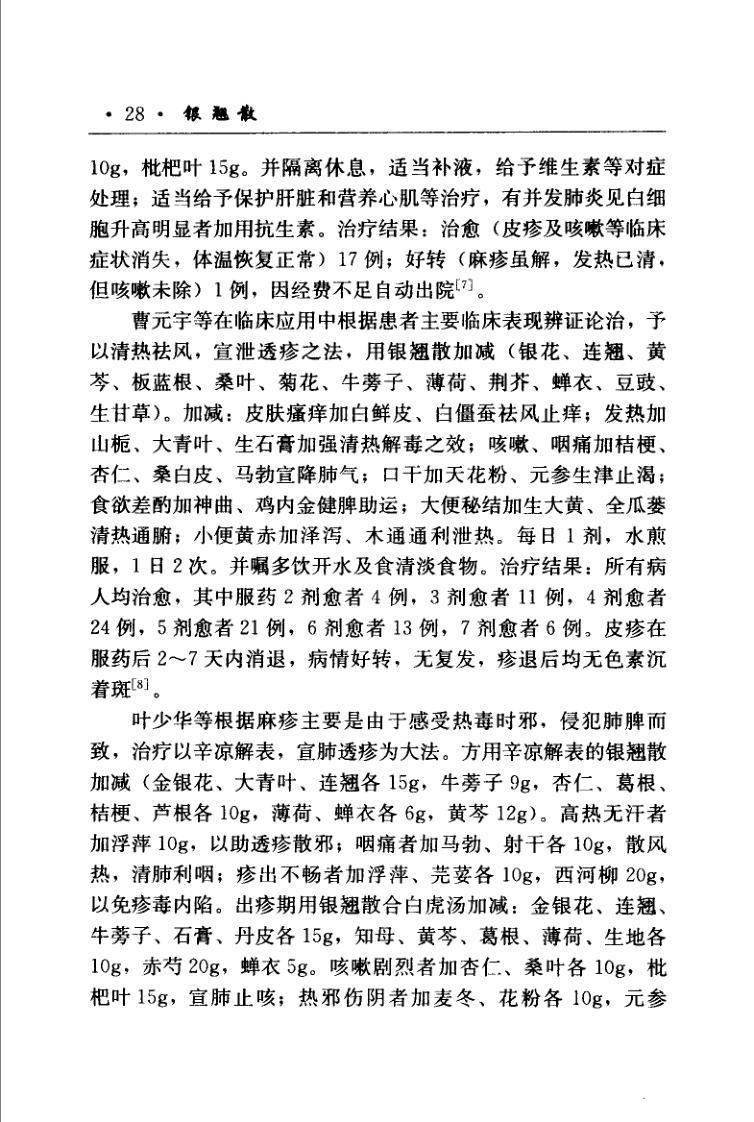 · 28 · 银翘散
10g，枇杷叶 15g。并隔离休息，适当补液，给予维生素等对症
处理；适当给予保护肝脏和营养心肌等治疗，有并发肺炎见白细
胞升高明显者加用抗生素。治疗结果：治愈（皮疹及咳嗽等临床
症状消失，体温恢复正常）17 例；好转（麻疹虽解，发热已清，
但咳嗽未除）1 例，因经费不足自动出院[7]。
曹元宇等在临床应用中根据患者主要临床表现辨证论治，予
以清热祛风，宣泄透疹之法，用银翘散加减（银花、连翘、黄
芩、板蓝根、桑叶、菊花、牛蒡子、薄荷、荆芥、蝉衣、豆豉、
生甘草）。加减：皮肤瘙痒加白鲜皮、白僵蚕祛风止痒；发热加
山栀、大青叶、生石膏加强清热解毒之效；咳嗽、咽痛加桔梗、
杏仁、桑白皮、马勃宣降肺气；口干加天花粉、元参生津止渴；
食欲差酌加神曲、鸡内金健脾助运；大便秘结加生大黄、全瓜蒌
清热通腑；小便黄赤加泽泻、木通通利泄热。每日 1 剂，水煎
服，1 日 2 次。并嘱多饮开水及食清淡食物。治疗结果：所有病
人均治愈，其中服药 2 剂愈者 4 例，3 剂愈者 11 例，4 剂愈者
24 例，5 剂愈者 21 例，6 剂愈者 13 例，7 剂愈者 6 例。皮疹在
服药后 2～7 天内消退，病情好转，无复发，疹退后均无色素沉
着斑[8]。
叶少华等根据麻疹主要是由于感受热毒时邪，侵犯肺脾而
致，治疗以辛凉解表，宣肺透疹为大法。方用辛凉解表的银翘散
加减（金银花、大青叶、连翘各 15g，牛蒡子 9g，杏仁、葛根、
桔梗、芦根各 10g，薄荷、蝉衣各 6g，黄芩 12g）。高热无汗者
加浮萍 10g，以助透疹散邪；咽痛者加马勃、射干各 10g，散风
热，清肺利咽；疹出不畅者加浮萍、芫荽各 10g，西河柳 20g，
以免疹毒内陷。出疹期用银翘散合白虎汤加减：金银花、连翘、
牛蒡子、石膏、丹皮各 15g，知母、黄芩、葛根、薄荷、生地各
10g，赤芍 20g，蝉衣 5g。咳嗽剧烈者加杏仁、桑叶各 10g，枇
杷叶 15g，宣肺止咳；热邪伤阴者加麦冬、花粉各 10g，元参